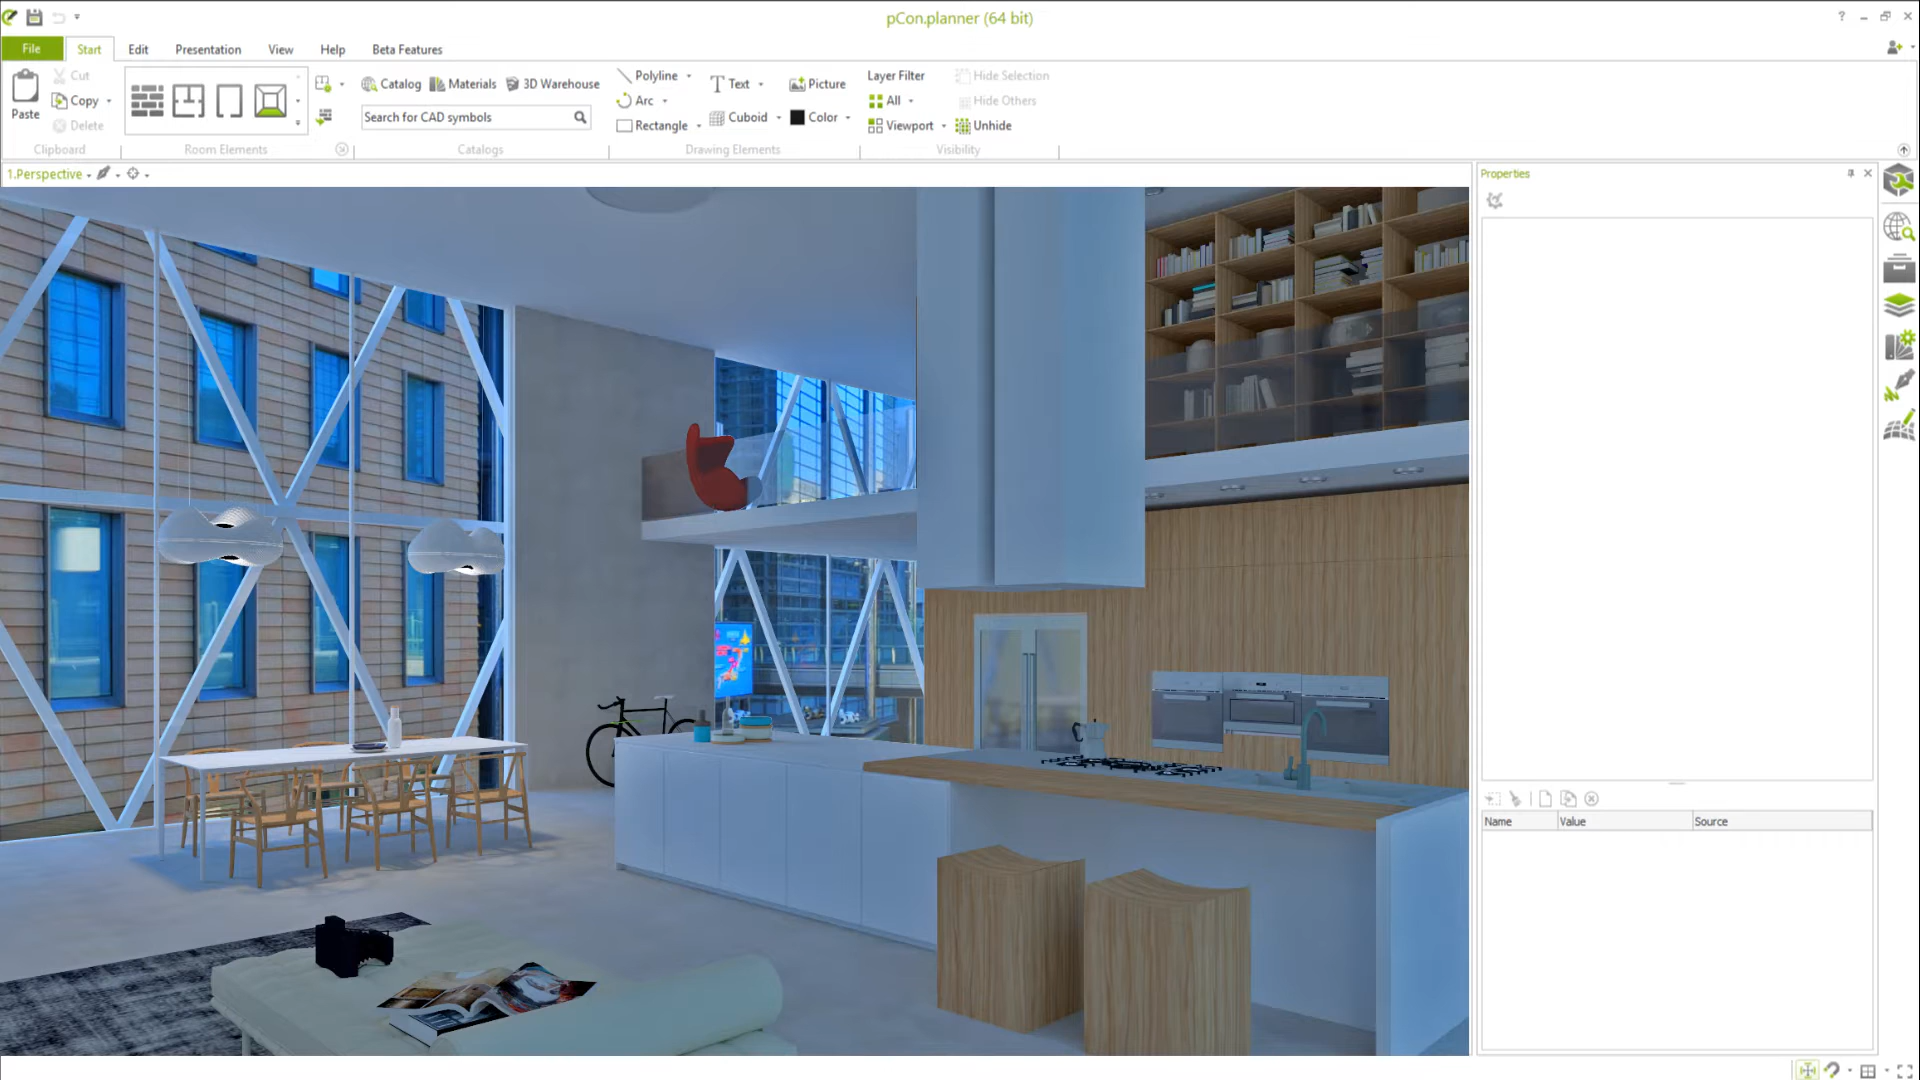 pCon.planner (64 bit)
File Start Edit Presentation View Help Beta Features
Paste
Cut
Copy
Delete
Clipboard
Room Elements
Catalog Materials 3D Warehouse
Search for CAD symbols
Catalogs
Polyline
Arc
Rectangle
Text
Cuboid
Picture
Color
Drawing Elements
Layer Filter
All
Viewport
Hide Selection
Hide Others
Unhide
Visibility
1.Perspective
Properties
Name Value Source